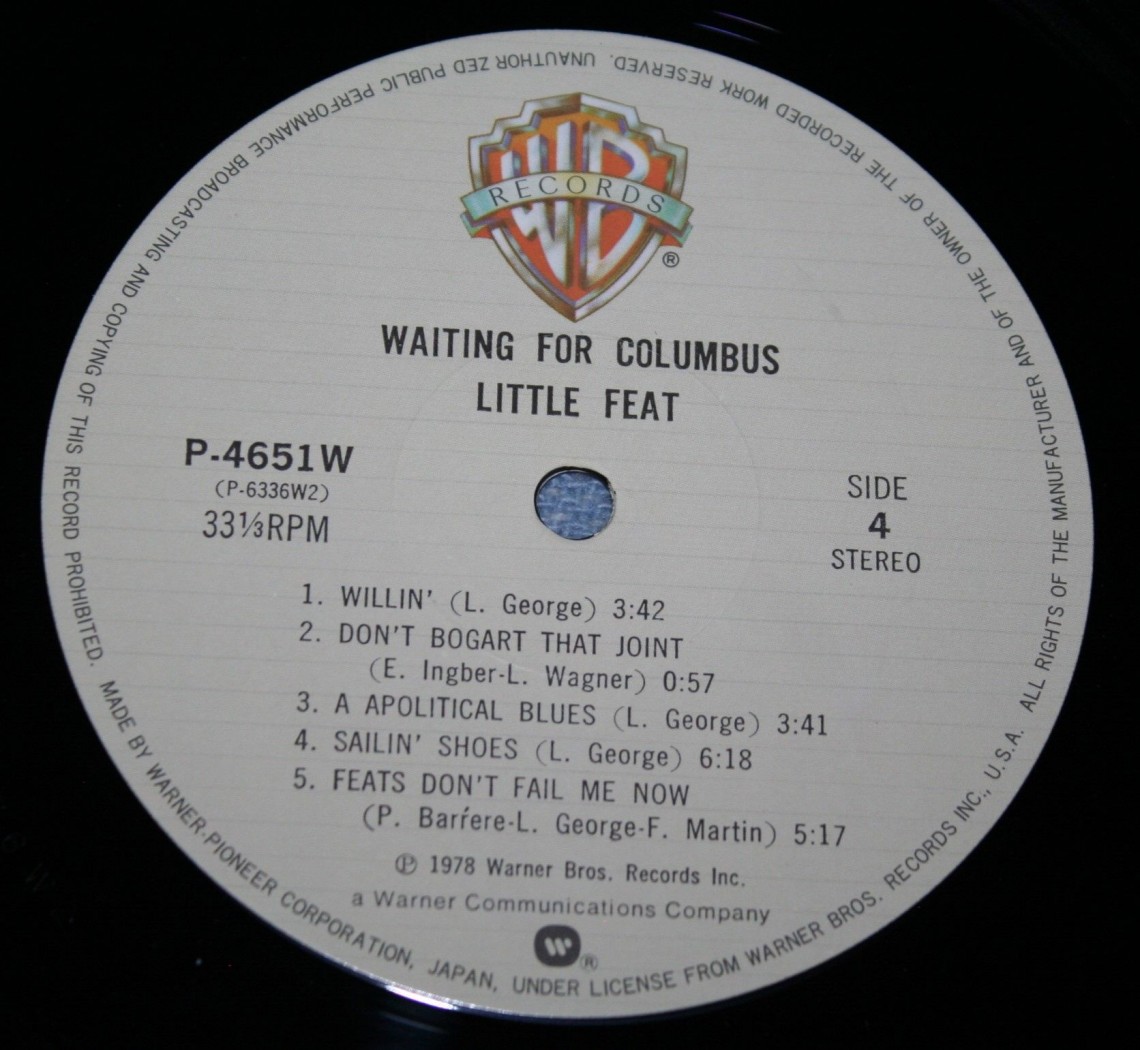 WB
RECORDS
®
WAITING FOR COLUMBUS
LITTLE FEAT
P-4651W
(P-6336W2)
33⅓RPM
SIDE
4
STEREO
1. WILLIN' (L. George) 3:42
2. DON'T BOGART THAT JOINT
(E. Ingber-L. Wagner) 0:57
3. A APOLITICAL BLUES (L. George) 3:41
4. SAILIN' SHOES (L. George) 6:18
5. FEATS DON'T FAIL ME NOW
(P. Barŕere-L. George-F. Martin) 5:17
℗ 1978 Warner Bros. Records Inc.
a Warner Communications Company
W®
MADE BY WARNER-PIONEER CORPORATION, JAPAN, UNDER LICENSE FROM WARNER BROS. RECORDS INC., U.S.A. ALL RIGHTS OF THE MANUFACTURER AND OF THE OWNER OF THE RECORDED WORK RESERVED. UNAUTHOR ZED PUBLIC PERFORMANCE BROADCASTING AND COPYING OF THIS RECORD PROHIBITED.